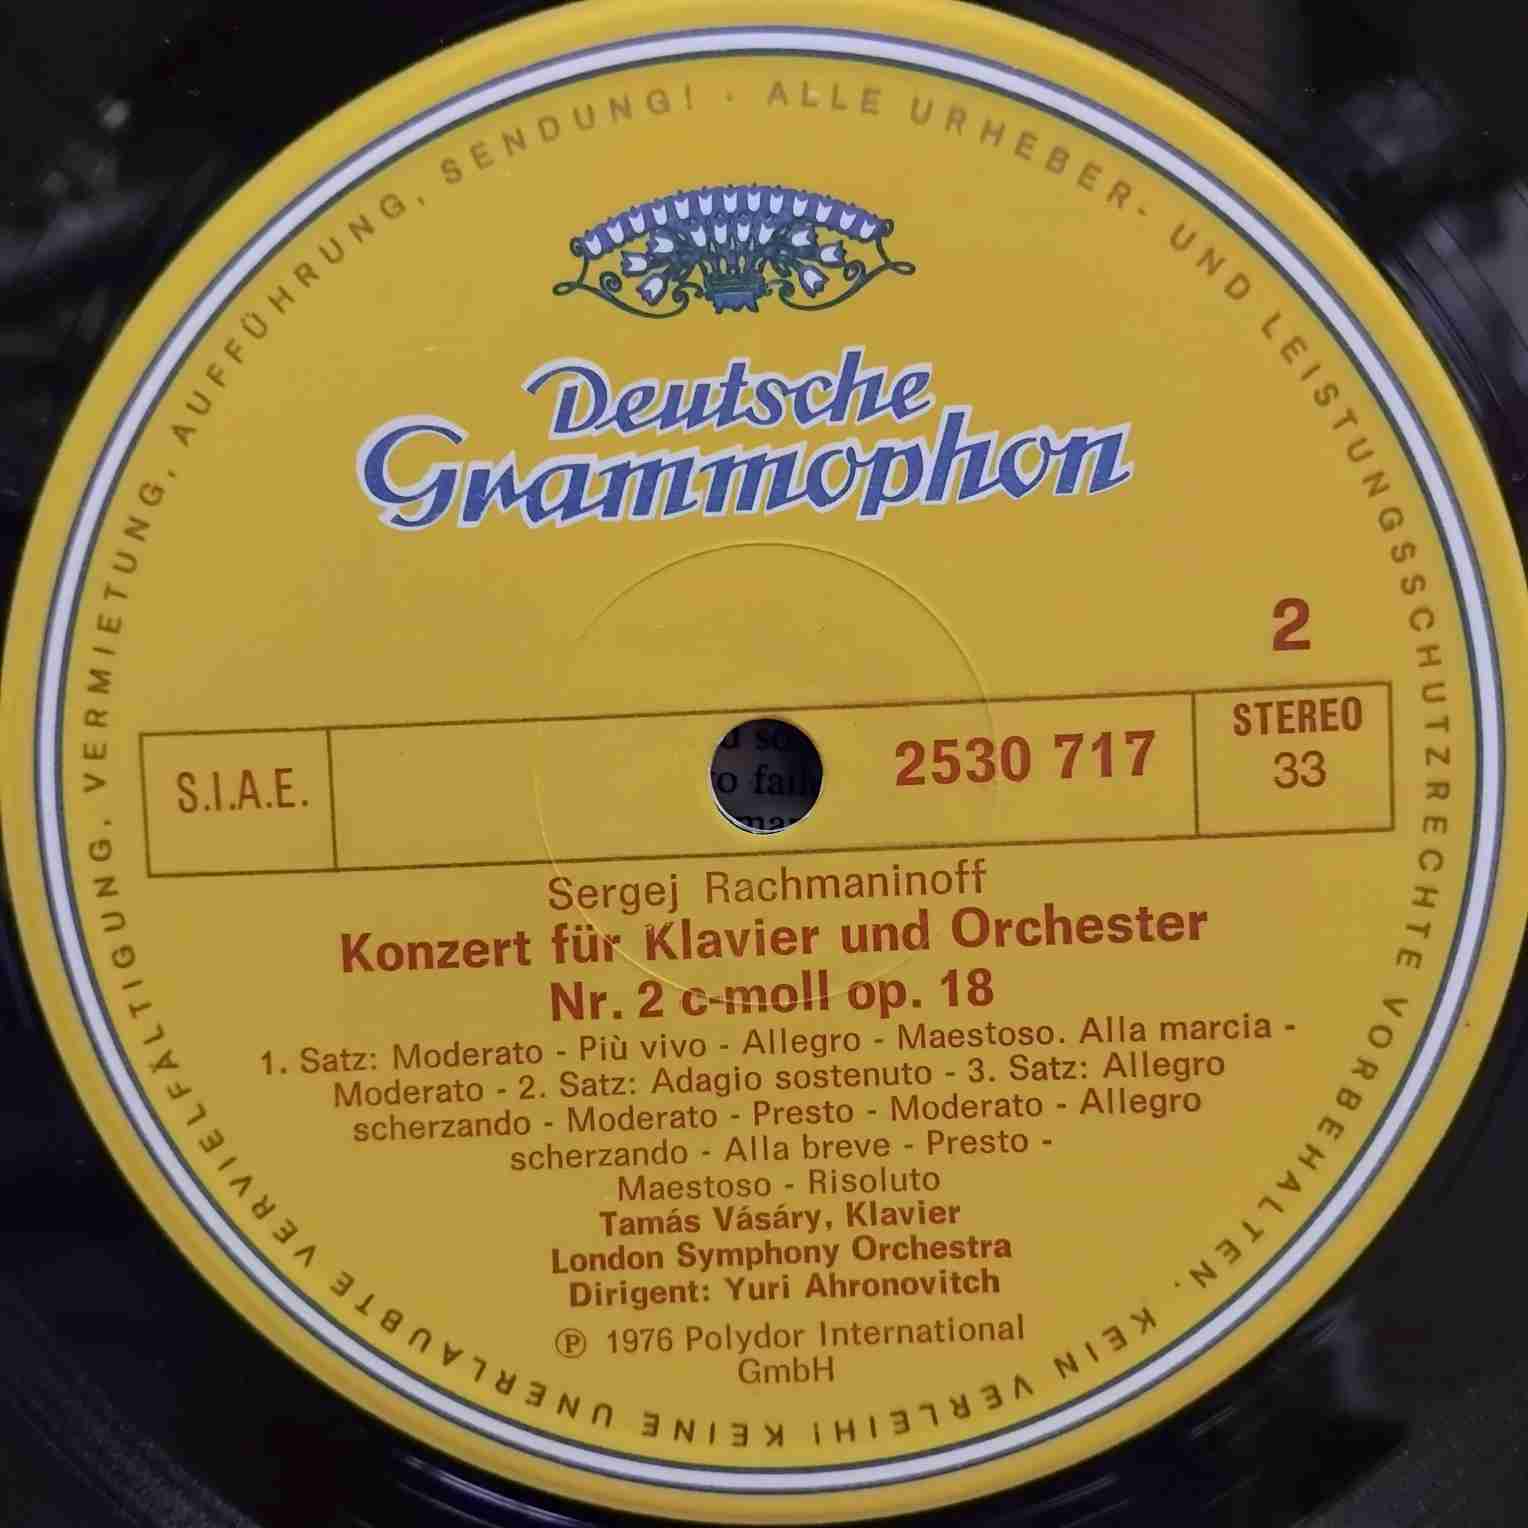 ALLE URHEBER- UND LEISTUNGSSCHUTZRECHTE VORBEHALTEN. KEIN VERLEIH! KEINE UNERLAUBTE VERVIELFÄLTIGUNG, VERMIETUNG, AUFFÜHRUNG, SENDUNG! ·
Deutsche
Grammophon
2
S.I.A.E.
2530 717
STEREO
33
Sergej Rachmaninoff
Konzert für Klavier und Orchester
Nr. 2 c-moll op. 18
1. Satz: Moderato - Più vivo - Allegro - Maestoso. Alla marcia -
Moderato - 2. Satz: Adagio sostenuto - 3. Satz: Allegro
scherzando - Moderato - Presto - Moderato - Allegro
scherzando - Alla breve - Presto -
Maestoso - Risoluto
Tamás Vásáry, Klavier
London Symphony Orchestra
Dirigent: Yuri Ahronovitch
℗ 1976 Polydor International
GmbH